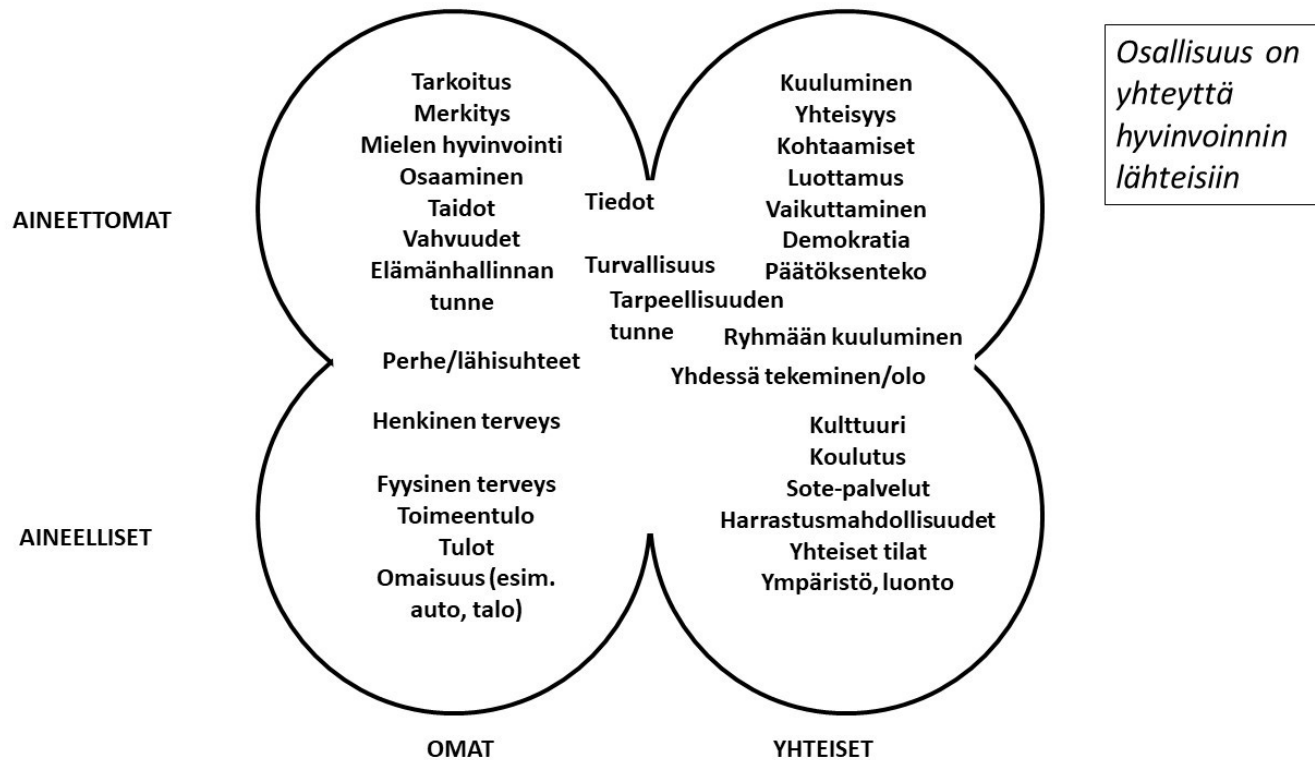 Osallisuus on
yhteyttä
hyvinvoinnin
lähteisiin
AINEETTOMAT
Tarkoitus
Merkitys
Mielen hyvinvointi
Osaaminen
Taidot
Vahvuudet
Elämänhallinnan
tunne
Tiedot
Turvallisuus
Tarpeellisuuden
tunne
Kuuluminen
Yhteisyys
Kohtaamiset
Luottamus
Vaikuttaminen
Demokratia
Päätöksenteko
Ryhmään kuuluminen
Perhe/lähisuhteet
Yhdessä tekeminen/olo
AINEELLISET
Henkinen terveys
Fyysinen terveys
Toimeentulo
Tulot
Omaisuus (esim.
auto, talo)
Kulttuuri
Koulutus
Sote-palvelut
Harrastusmahdollisuudet
Yhteiset tilat
Ympäristö, luonto
OMAT
YHTEISET